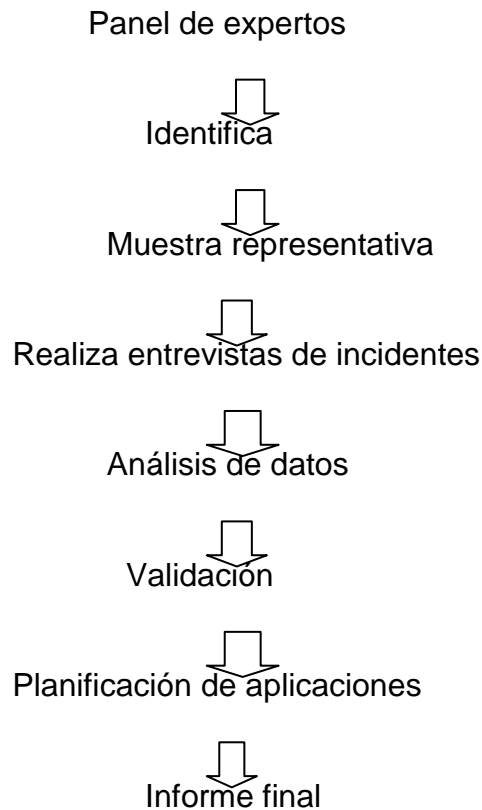 Panel de expertos
Identifica
Muestra representativa
Realiza entrevistas de incidentes
Análisis de datos
Validación
Planificación de aplicaciones
Informe final